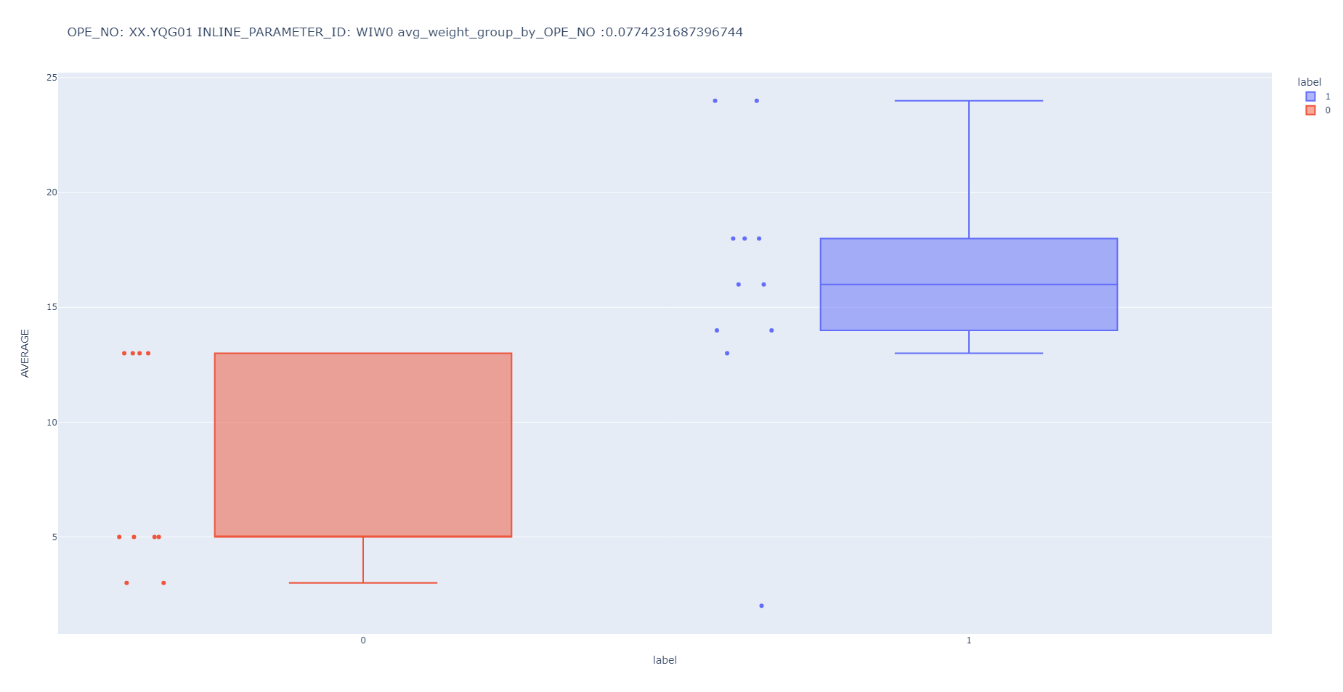 OPE_NO: XX.YQG01 INLINE_PARAMETER_ID: WIW0 avg_weight_group_by_OPE_NO :0.0774231687396744
25
20
15
10
5
AVERAGE
0
1
label
label
1
0